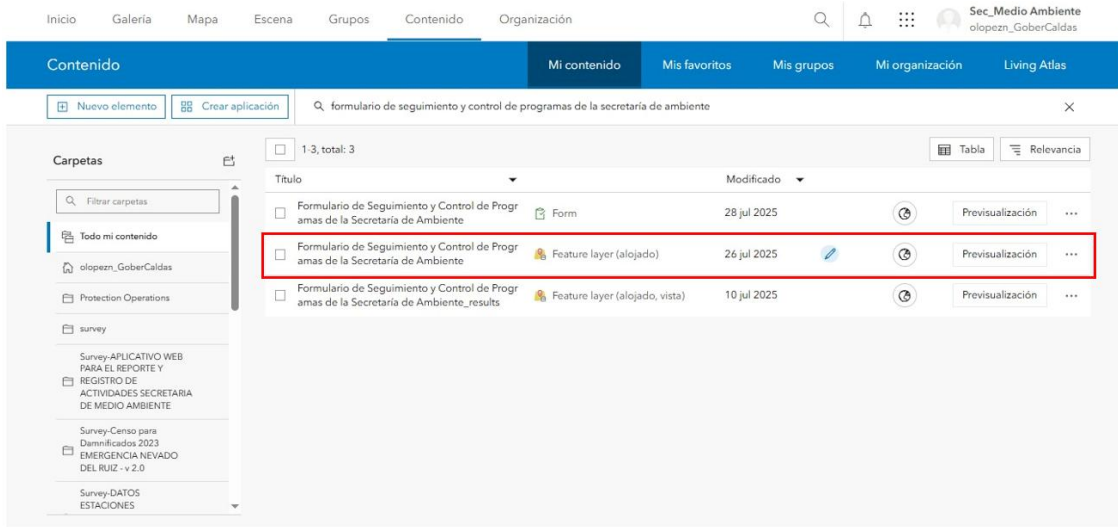 Inicio Galería Mapa Escena Grupos Contenido Organización Sec_Medio Ambiente
olopezn_GoberCaldas
Contenido Mi contenido Mis favoritos Mis grupos Mi organización Living Atlas
Nuevo elemento Crear aplicación formulario de seguimiento y control de programas de la secretaría de ambiente
Carpetas 1-3, total: 3 Tabla Relevancia
Título Modificado
Filtrar carpetas
Formulario de Seguimiento y Control de Progr
amas de la Secretaría de Ambiente Form 28 jul 2025 Previsualización
Todo mi contenido
Formulario de Seguimiento y Control de Progr
amas de la Secretaría de Ambiente Feature layer (alojado) 26 jul 2025 Previsualización
olopezn_GoberCaldas
Formulario de Seguimiento y Control de Progr
amas de la Secretaría de Ambiente_results Feature layer (alojado, vista) 10 jul 2025 Previsualización
Protection Operations
survey
Survey-APLICATIVO WEB
PARA EL REPORTE Y
REGISTRO DE
ACTIVIDADES SECRETARIA
DE MEDIO AMBIENTE
Survey-Censo para
Damnificados 2023
EMERGENCIA NEVADO
DEL RUIZ - v 2.0
Survey-DATOS
ESTACIONES